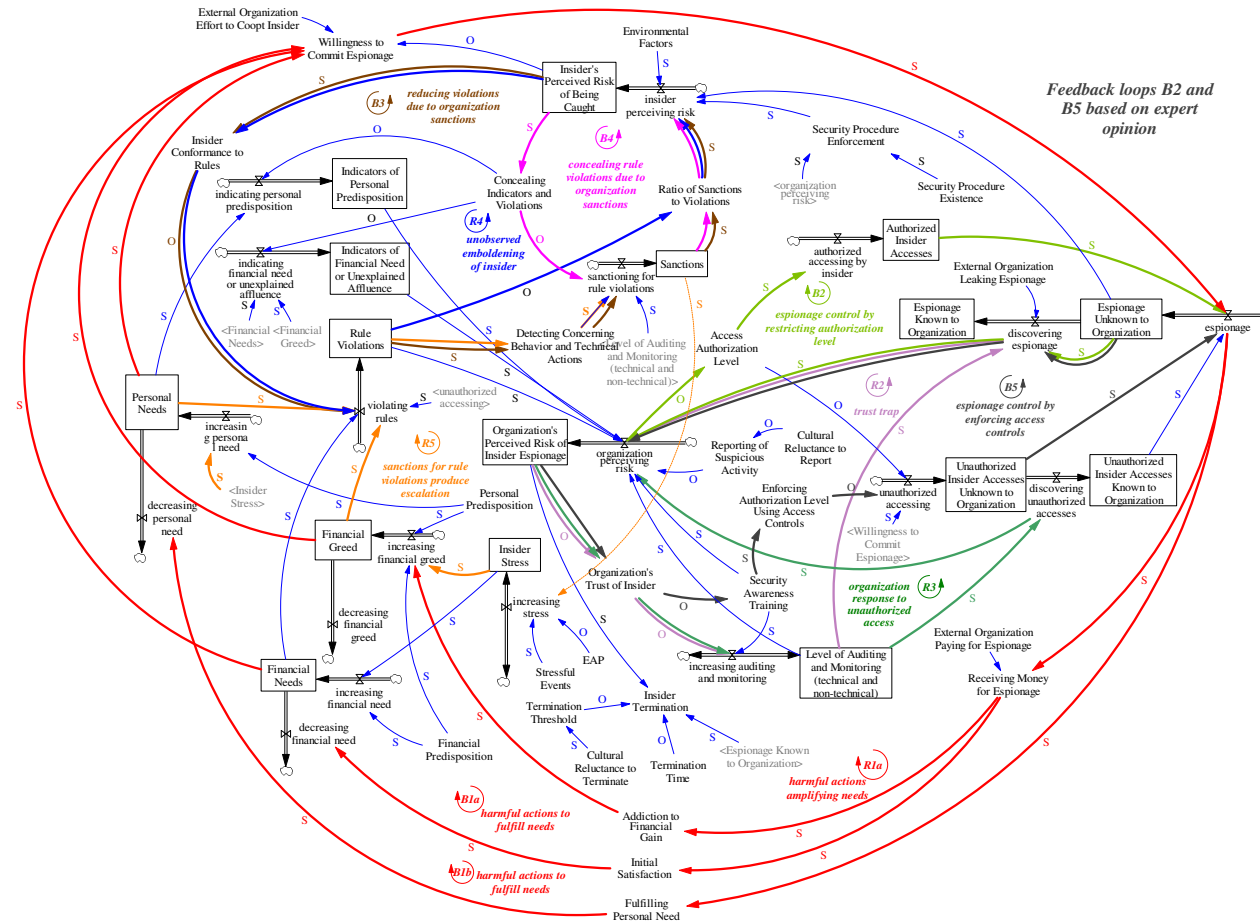 External Organization
Effort to Coopt Insider
Willingness to
Commit Espionage
Environmental
Factors
Insider's
Perceived Risk
of Being
Caught
insider
perceiving risk
Feedback loops B2 and
B5 based on expert
opinion
B3
reducing violations
due to organization
sanctions
B4
concealing rule
violations due to
organization
sanctions
Security Procedure
Enforcement
<organization
perceiving
risk>
Security Procedure
Existence
Insider
Conformance to
Rules
indicating personal
predisposition
Indicators of
Personal
Predisposition
Concealing
Indicators and
Violations
Ratio of Sanctions
to Violations
R4
unobserved
emboldening
of insider
indicating
financial need
or unexplained
affluence
Indicators of
Financial Need
or Unexplained
Affluence
<Financial
Needs>
<Financial
Greed>
Sanctions
sanctioning for
rule violations
authorized
accessing by
insider
Authorized
Insider
Accesses
External Organization
Leaking Espionage
B2
espionage control by
restricting authorization
level
Espionage
Known to
Organization
discovering
espionage
Espionage
Unknown to
Organization
espionage
Rule
Violations
Detecting Concerning
Behavior and Technical
Actions
<Level of Auditing
and Monitoring
(technical and
non-technical)>
Access
Authorization
Level
R2
trust trap
B5
espionage control by
enforcing access
controls
Personal
Needs
increasin
g persona
l need
violating
rules
<unauthorized
accessing>
R5
sanctions for rule
violations produce
escalation
<Insider
Stress>
decreasing
personal
need
Organization's
Perceived Risk of
Insider Espionage
organization
perceiving
risk
Reporting of
Suspicious
Activity
Cultural
Reluctance to
Report
Enforcing
Authorization Level
Using Access
Controls
unauthorized
accessing
Unauthorized
Insider Accesses
Unknown to
Organization
discovering
unauthorized
accesses
Unauthorized
Insider Accesses
Known to
Organization
<Willingness to
Commit
Espionage>
Personal
Predisposition
Financial
Greed
increasing
financial greed
Insider
Stress
Organization's
Trust of Insider
Security
Awareness
Training
organization
response to
unauthorized
access
R3
decreasing
financial
greed
increasing
stress
EAP
Stressful
Events
increasing auditing
and monitoring
Level of Auditing
and Monitoring
(technical and
non-technical)
External Organization
Paying for Espionage
Receiving Money
for Espionage
Financial
Needs
increasing
financial need
decreasing
financial need
Financial
Predisposition
Termination
Threshold
Insider
Termination
Cultural
Reluctance to
Terminate
Termination
Time
<Espionage Known
to Organization>
R1a
harmful actions
amplifying needs
B1a
harmful actions to
fulfill needs
Addiction to
Financial
Gain
Initial
Satisfaction
B1b
harmful actions to
fulfill needs
Fulfilling
Personal Need